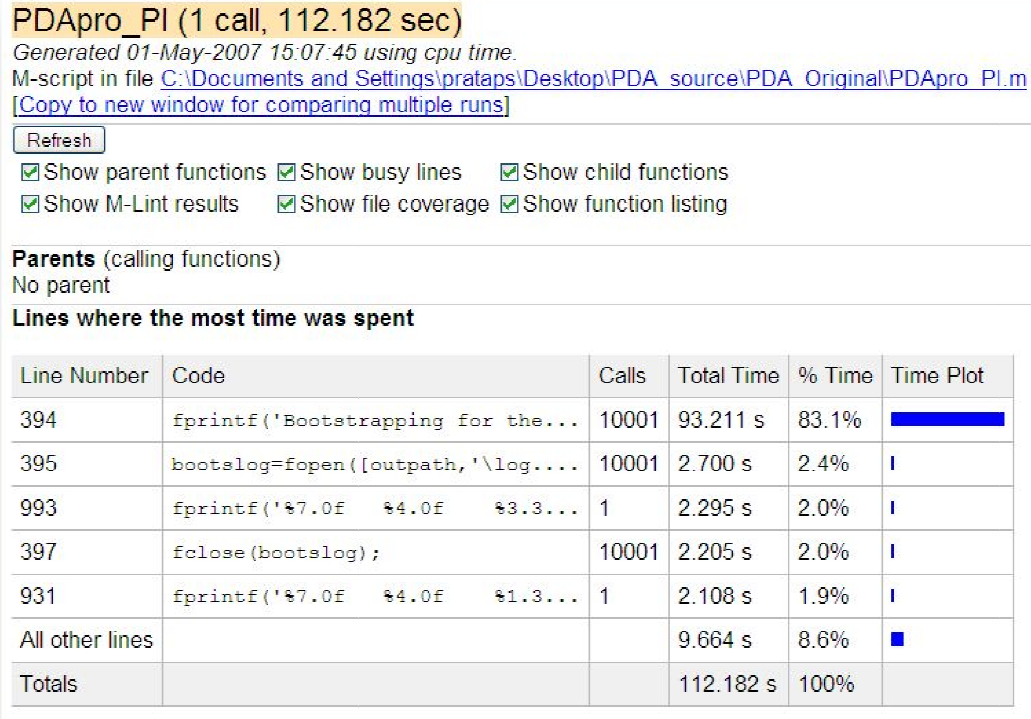 PDApro_PI (1 call, 112.182 sec)
Generated 01-May-2007 15:07:45 using cpu time.
M-script in file C:\Documents and Settings\prataps\Desktop\PDA_source\PDA_Original\PDApro_PI.m
[Copy to new window for comparing multiple runs]
Refresh
Show parent functions Show busy lines Show child functions
Show M-Lint results Show file coverage Show function listing
Parents (calling functions)
No parent
Lines where the most time was spent
Line Number Code Calls Total Time % Time Time Plot
394 fprintf('Bootstrapping for the... 10001 93.211 s 83.1%
395 bootslog=fopen([outpath,'\log.... 10001 2.700 s 2.4%
993 fprintf('%7.0f %4.0f %3.3... 1 2.295 s 2.0%
397 fclose(bootslog); 10001 2.205 s 2.0%
931 fprintf('%7.0f %4.0f %1.3... 1 2.108 s 1.9%
All other lines 9.664 s 8.6%
Totals 112.182 s 100%